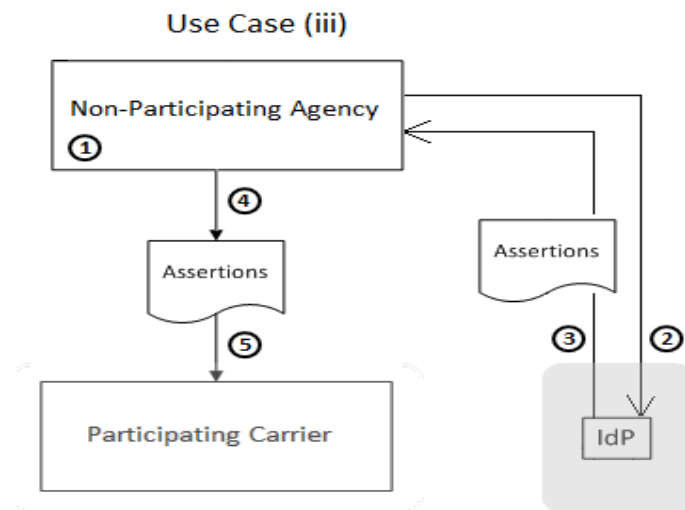 Use Case (iii)
Non-Participating Agency
1
4
Assertions
Assertions
5
3
2
Participating Carrier
IdP